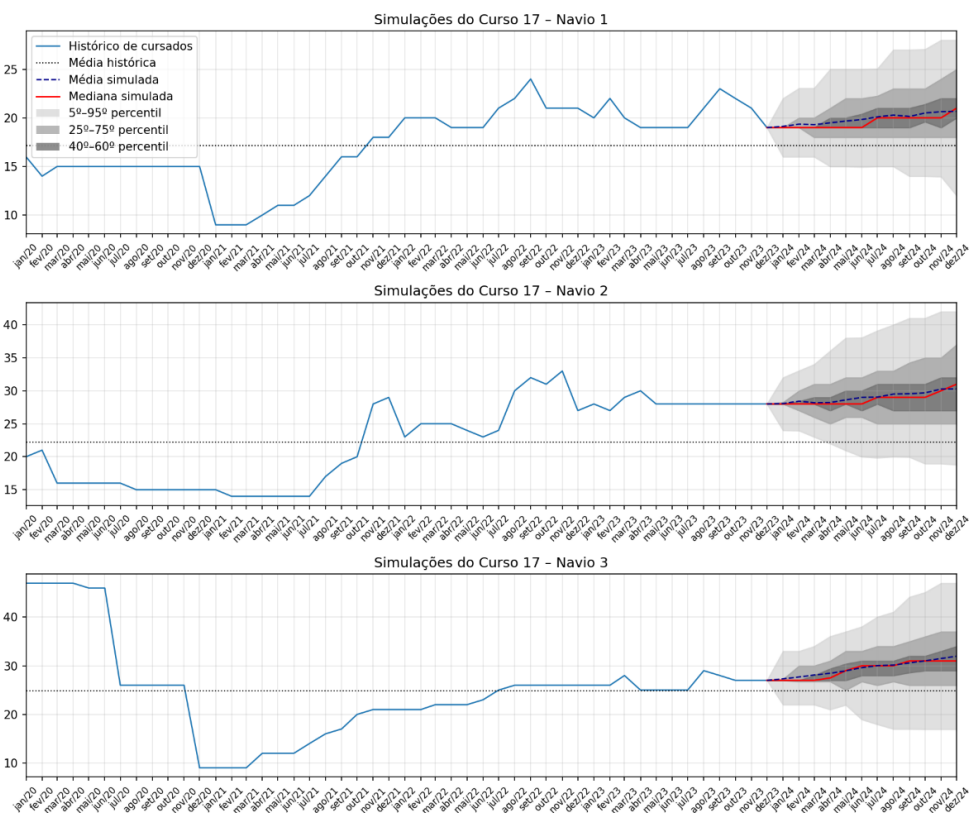 Simulações do Curso 17 – Navio 1
Histórico de cursados
Média histórica
Média simulada
Mediana simulada
5º–95º percentil
25º–75º percentil
40º–60º percentil
25
20
15
10
jan/20 fev/20 mar/20 abr/20 mai/20 jun/20 jul/20 ago/20 set/20 out/20 nov/20 dez/20 jan/21 fev/21 mar/21 abr/21 mai/21 jun/21 jul/21 ago/21 set/21 out/21 nov/21 dez/21 jan/22 fev/22 mar/22 abr/22 mai/22 jun/22 jul/22 ago/22 set/22 out/22 nov/22 dez/22 jan/23 fev/23 mar/23 abr/23 mai/23 jun/23 jul/23 ago/23 set/23 out/23 nov/23 dez/23 jan/24 fev/24 mar/24 abr/24 mai/24 jun/24 jul/24 ago/24 set/24 out/24 nov/24 dez/24
Simulações do Curso 17 – Navio 2
40
35
30
25
20
15
jan/20 fev/20 mar/20 abr/20 mai/20 jun/20 jul/20 ago/20 set/20 out/20 nov/20 dez/20 jan/21 fev/21 mar/21 abr/21 mai/21 jun/21 jul/21 ago/21 set/21 out/21 nov/21 dez/21 jan/22 fev/22 mar/22 abr/22 mai/22 jun/22 jul/22 ago/22 set/22 out/22 nov/22 dez/22 jan/23 fev/23 mar/23 abr/23 mai/23 jun/23 jul/23 ago/23 set/23 out/23 nov/23 dez/23 jan/24 fev/24 mar/24 abr/24 mai/24 jun/24 jul/24 ago/24 set/24 out/24 nov/24 dez/24
Simulações do Curso 17 – Navio 3
40
30
20
10
jan/20 fev/20 mar/20 abr/20 mai/20 jun/20 jul/20 ago/20 set/20 out/20 nov/20 dez/20 jan/21 fev/21 mar/21 abr/21 mai/21 jun/21 jul/21 ago/21 set/21 out/21 nov/21 dez/21 jan/22 fev/22 mar/22 abr/22 mai/22 jun/22 jul/22 ago/22 set/22 out/22 nov/22 dez/22 jan/23 fev/23 mar/23 abr/23 mai/23 jun/23 jul/23 ago/23 set/23 out/23 nov/23 dez/23 jan/24 fev/24 mar/24 abr/24 mai/24 jun/24 jul/24 ago/24 set/24 out/24 nov/24 dez/24